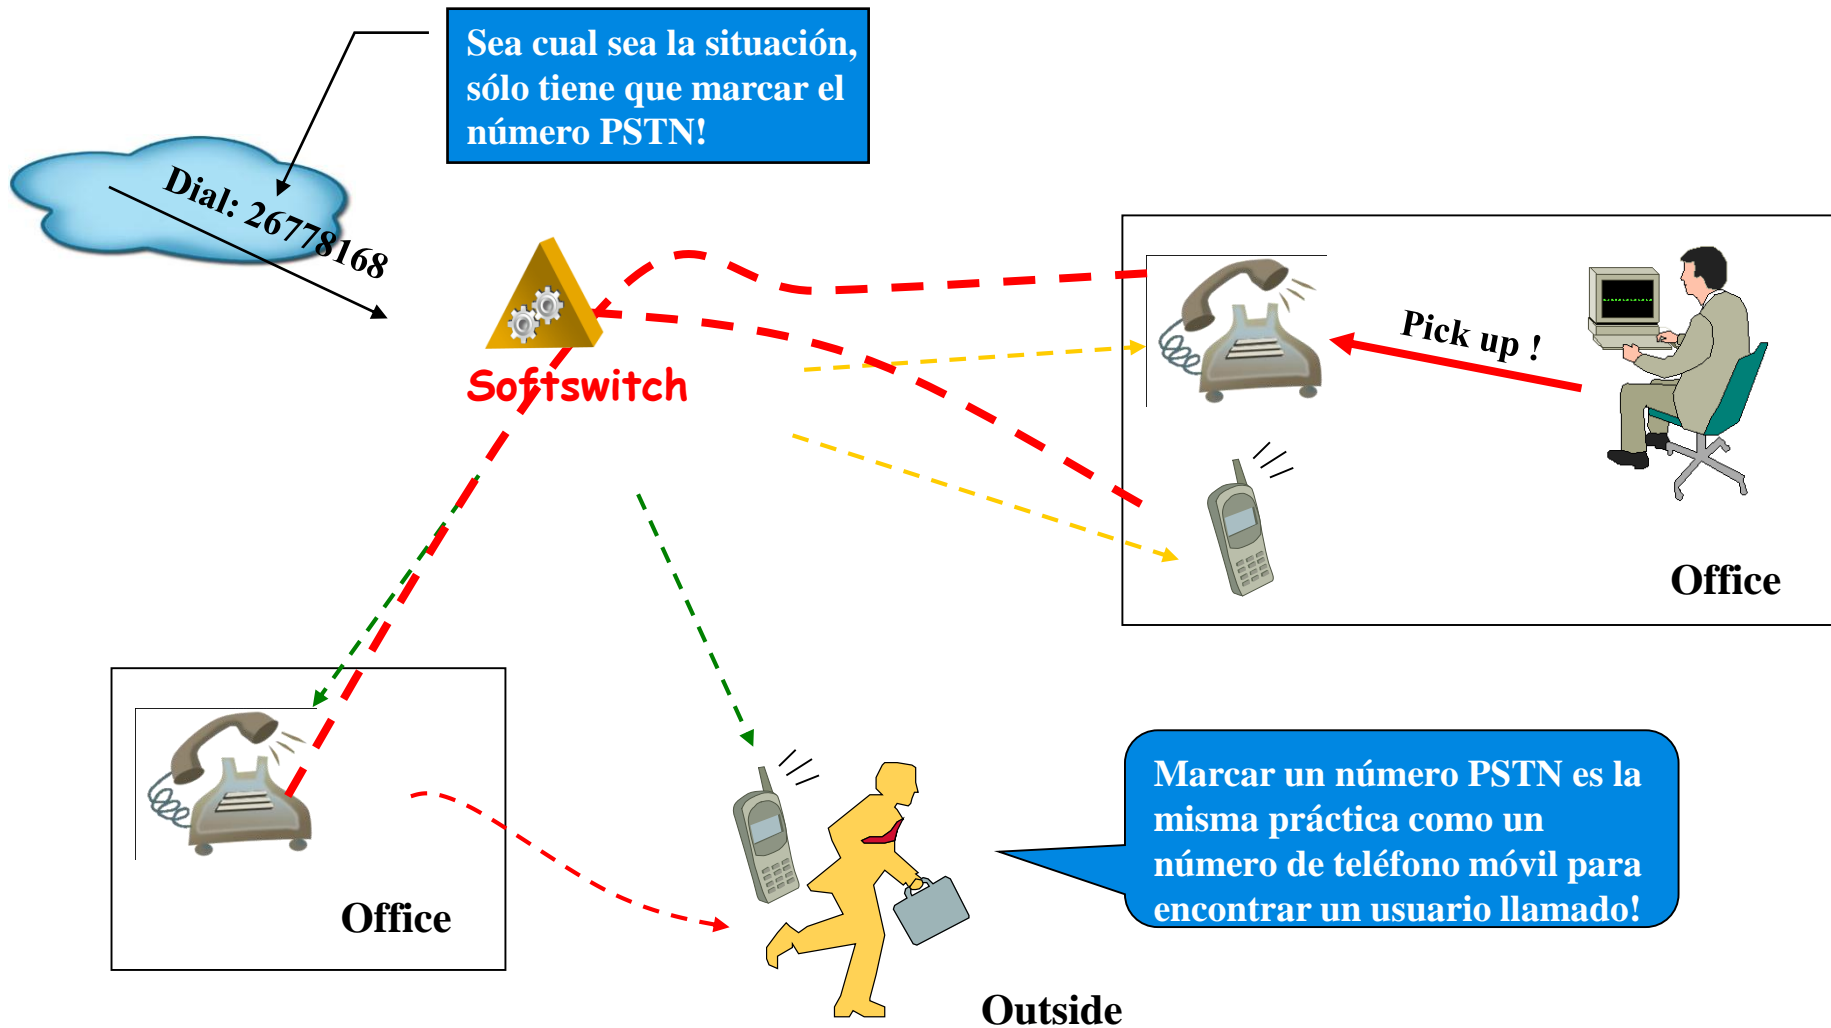 Sea cual sea la situación,
sólo tiene que marcar el
número PSTN!
Dial: 26778168
Softswitch
Pick up !
Office
Office
Marcar un número PSTN es la
misma práctica como un
número de teléfono móvil para
encontrar un usuario llamado!
Outside